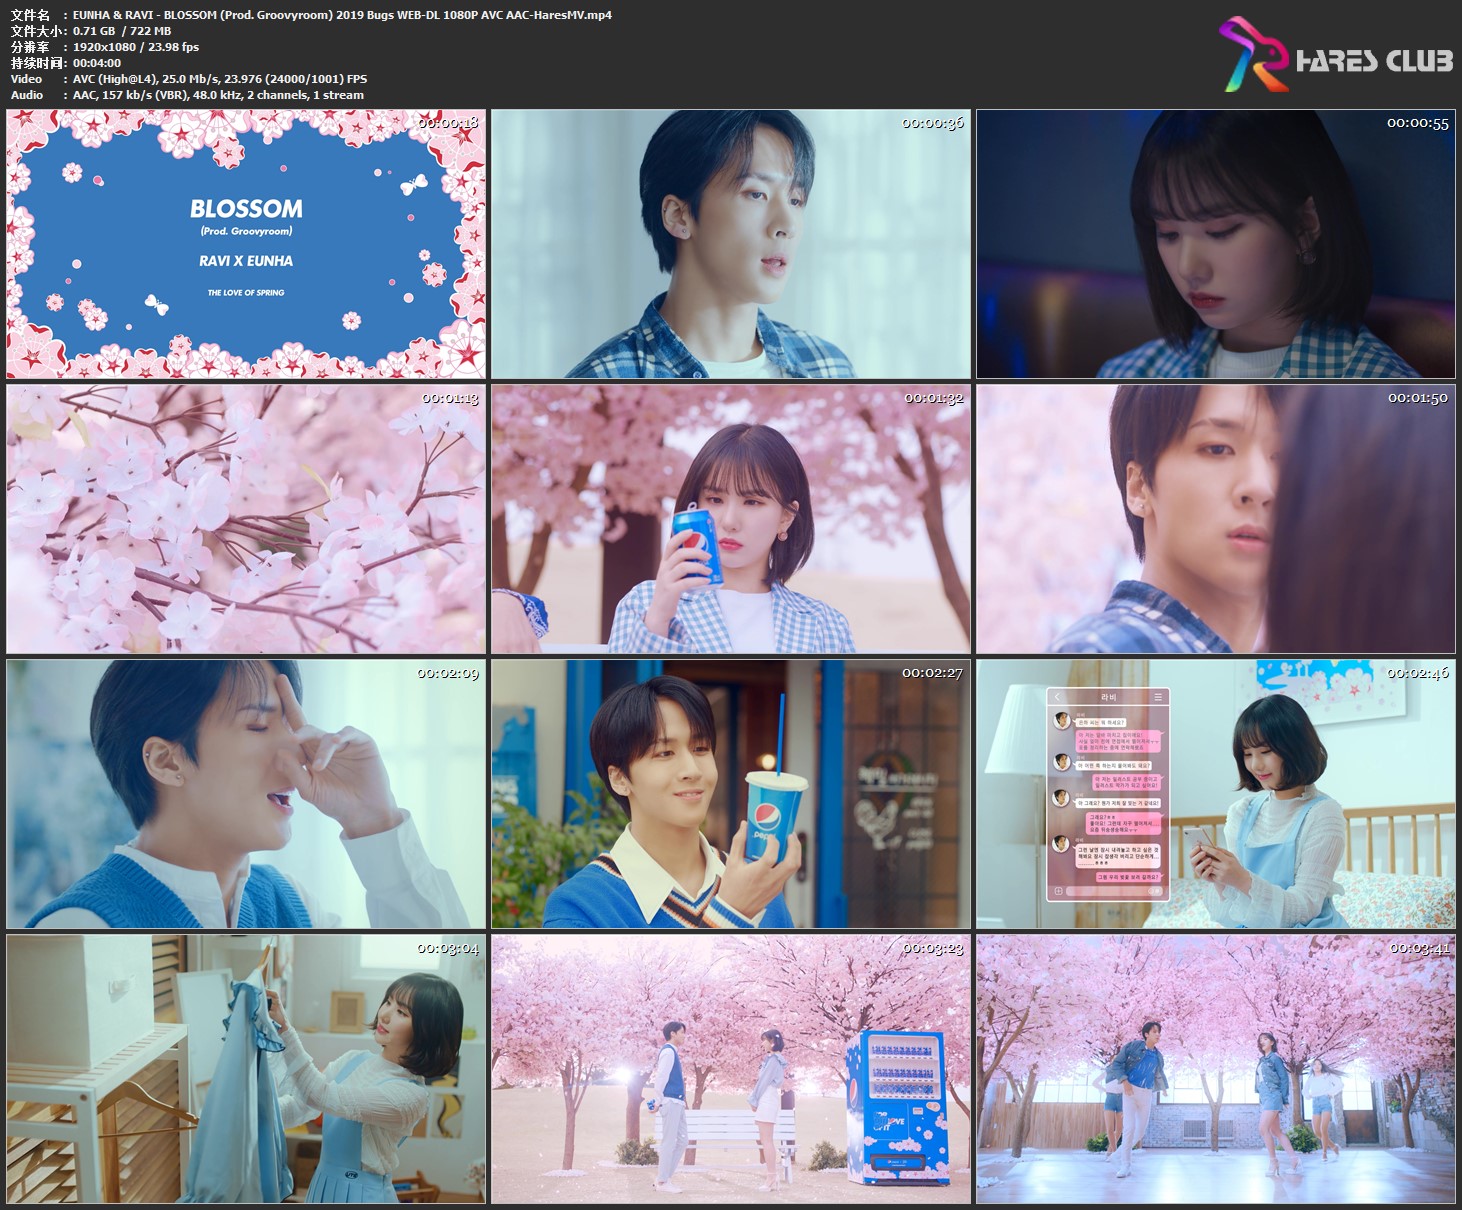 文件名 : EUNHA & RAVI - BLOSSOM (Prod. Groovyroom) 2019 Bugs WEB-DL 1080P AVC AAC-HaresMV.mp4
文件大小: 0.71 GB / 722 MB
分辨率 : 1920x1080 / 23.98 fps
持续时间: 00:04:00
Video : AVC (High@L4), 25.0 Mb/s, 23.976 (24000/1001) FPS
Audio : AAC, 157 kb/s (VBR), 48.0 kHz, 2 channels, 1 stream
HARES CLUB
00:00:18
BLOSSOM
(Prod. Groovyroom)
RAVI X EUNHA
THE LOVE OF SPRING
00:00:36
00:00:55
00:01:13
00:01:32
00:01:50
00:02:09
00:02:27
pepsi
00:02:46
라비
00:03:04
00:03:23
00:03:41